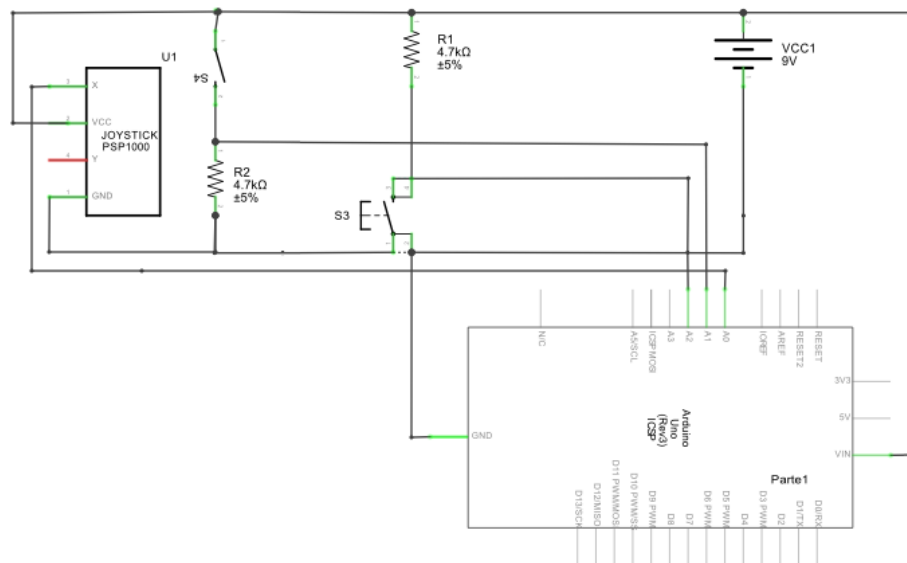 U1
X
VCC
JOYSTICK
PSP1000
Y
GND
S4
R1
4.7kΩ
±5%
VCC1
9V
R2
4.7kΩ
±5%
S3
N/C
A5/SCL
ICSP MOSI
A3
A2
A1
A0
IOREF
AREF
RESET2
RESET
3V3
5V
VIN
GND
Arduino
Uno
(Rev3)
ICSP
Parte1
D13/SCK
D12/MISO
D11 PWM/MOSI
D10 PWM/SS
D9 PWM
D8
D7
D6 PWM
D5 PWM
D4
D3 PWM
D2
D1/TX
D0/RX